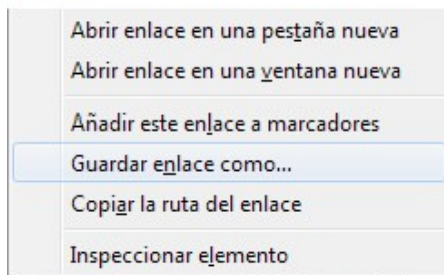 Abrir enlace en una pestaña nueva
Abrir enlace en una ventana nueva
Añadir este enlace a marcadores
Guardar enlace como...
Copiar la ruta del enlace
Inspeccionar elemento